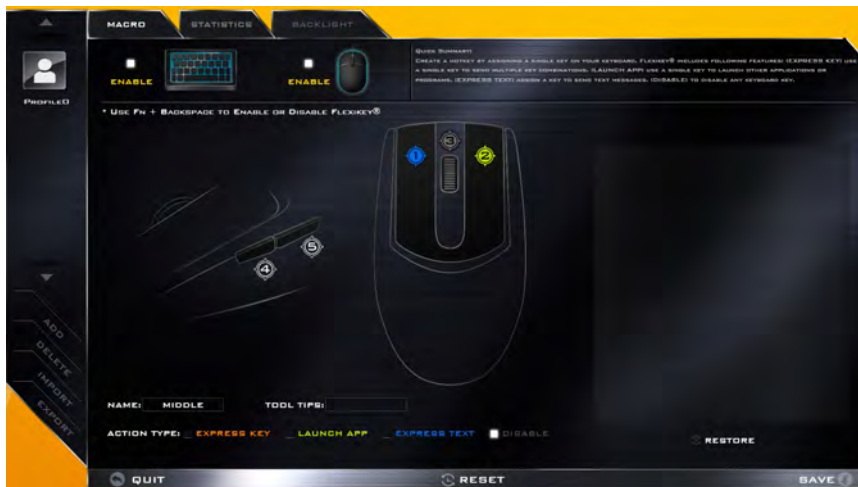 MACRO
STATISTICS
BACKLIGHT
PROFILE0
ENABLE
ENABLE
QUICK SUMMARY:
CREATE A HOTKEY BY ASSIGNING A SINGLE KEY ON YOUR KEYBOARD, FLEXIKEY® INCLUDES FOLLOWING FEATURES: (EXPRESS KEY) USE
A SINGLE KEY TO SEND MULTIPLE KEY COMBINATIONS. (LAUNCH APP) USE A SINGLE KEY TO LAUNCH OTHER APPLICATIONS OR
PROGRAMS. (EXPRESS TEXT) ASSIGN A KEY TO SEND TEXT MESSAGES. (DISABLE) TO DISABLE ANY KEYBOARD KEY.
* USE FN + BACKSPACE TO ENABLE OR DISABLE FLEXIKEY®
1
3
2
4
5
ADD
DELETE
IMPORT
EXPORT
NAME: MIDDLE TOOL TIPS:
ACTION TYPE: EXPRESS KEY LAUNCH APP EXPRESS TEXT DISABLE
RESTORE
QUIT
RESET
SAVE